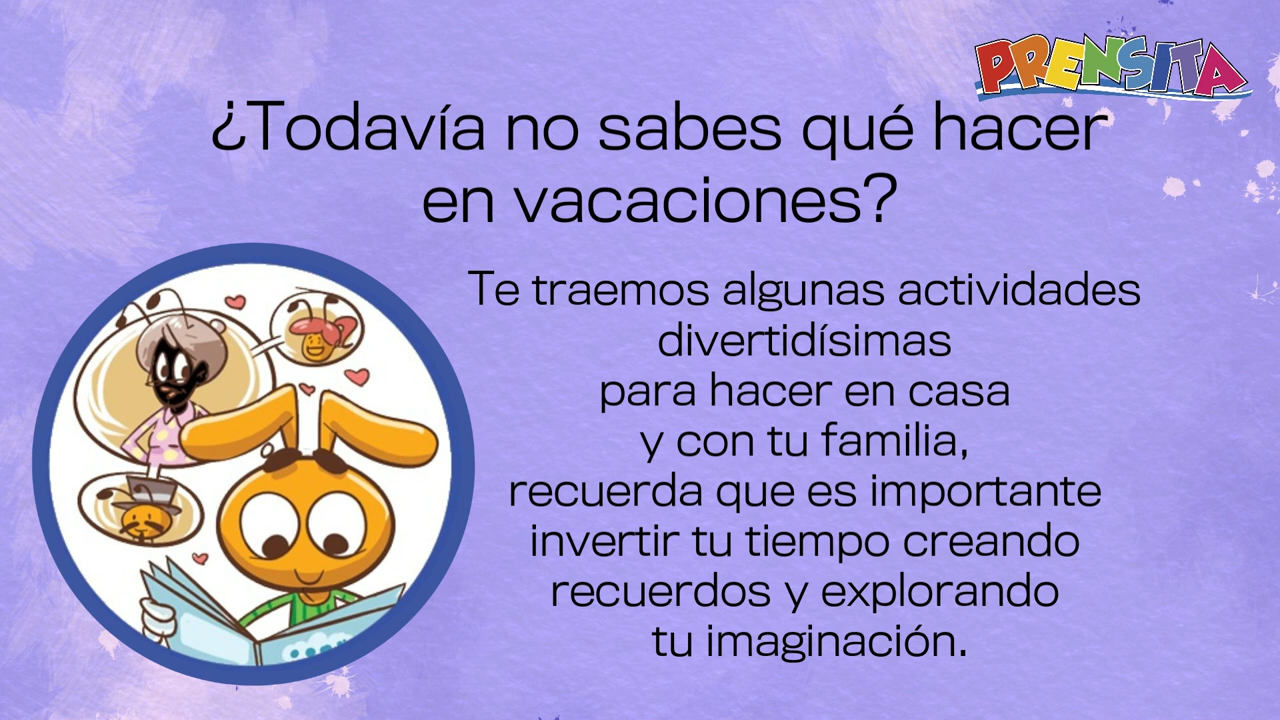 PRENSITA
¿Todavía no sabes qué hacer
en vacaciones?
Te traemos algunas actividades
divertidísimas
para hacer en casa
y con tu familia,
recuerda que es importante
invertir tu tiempo creando
recuerdos y explorando
tu imaginación.